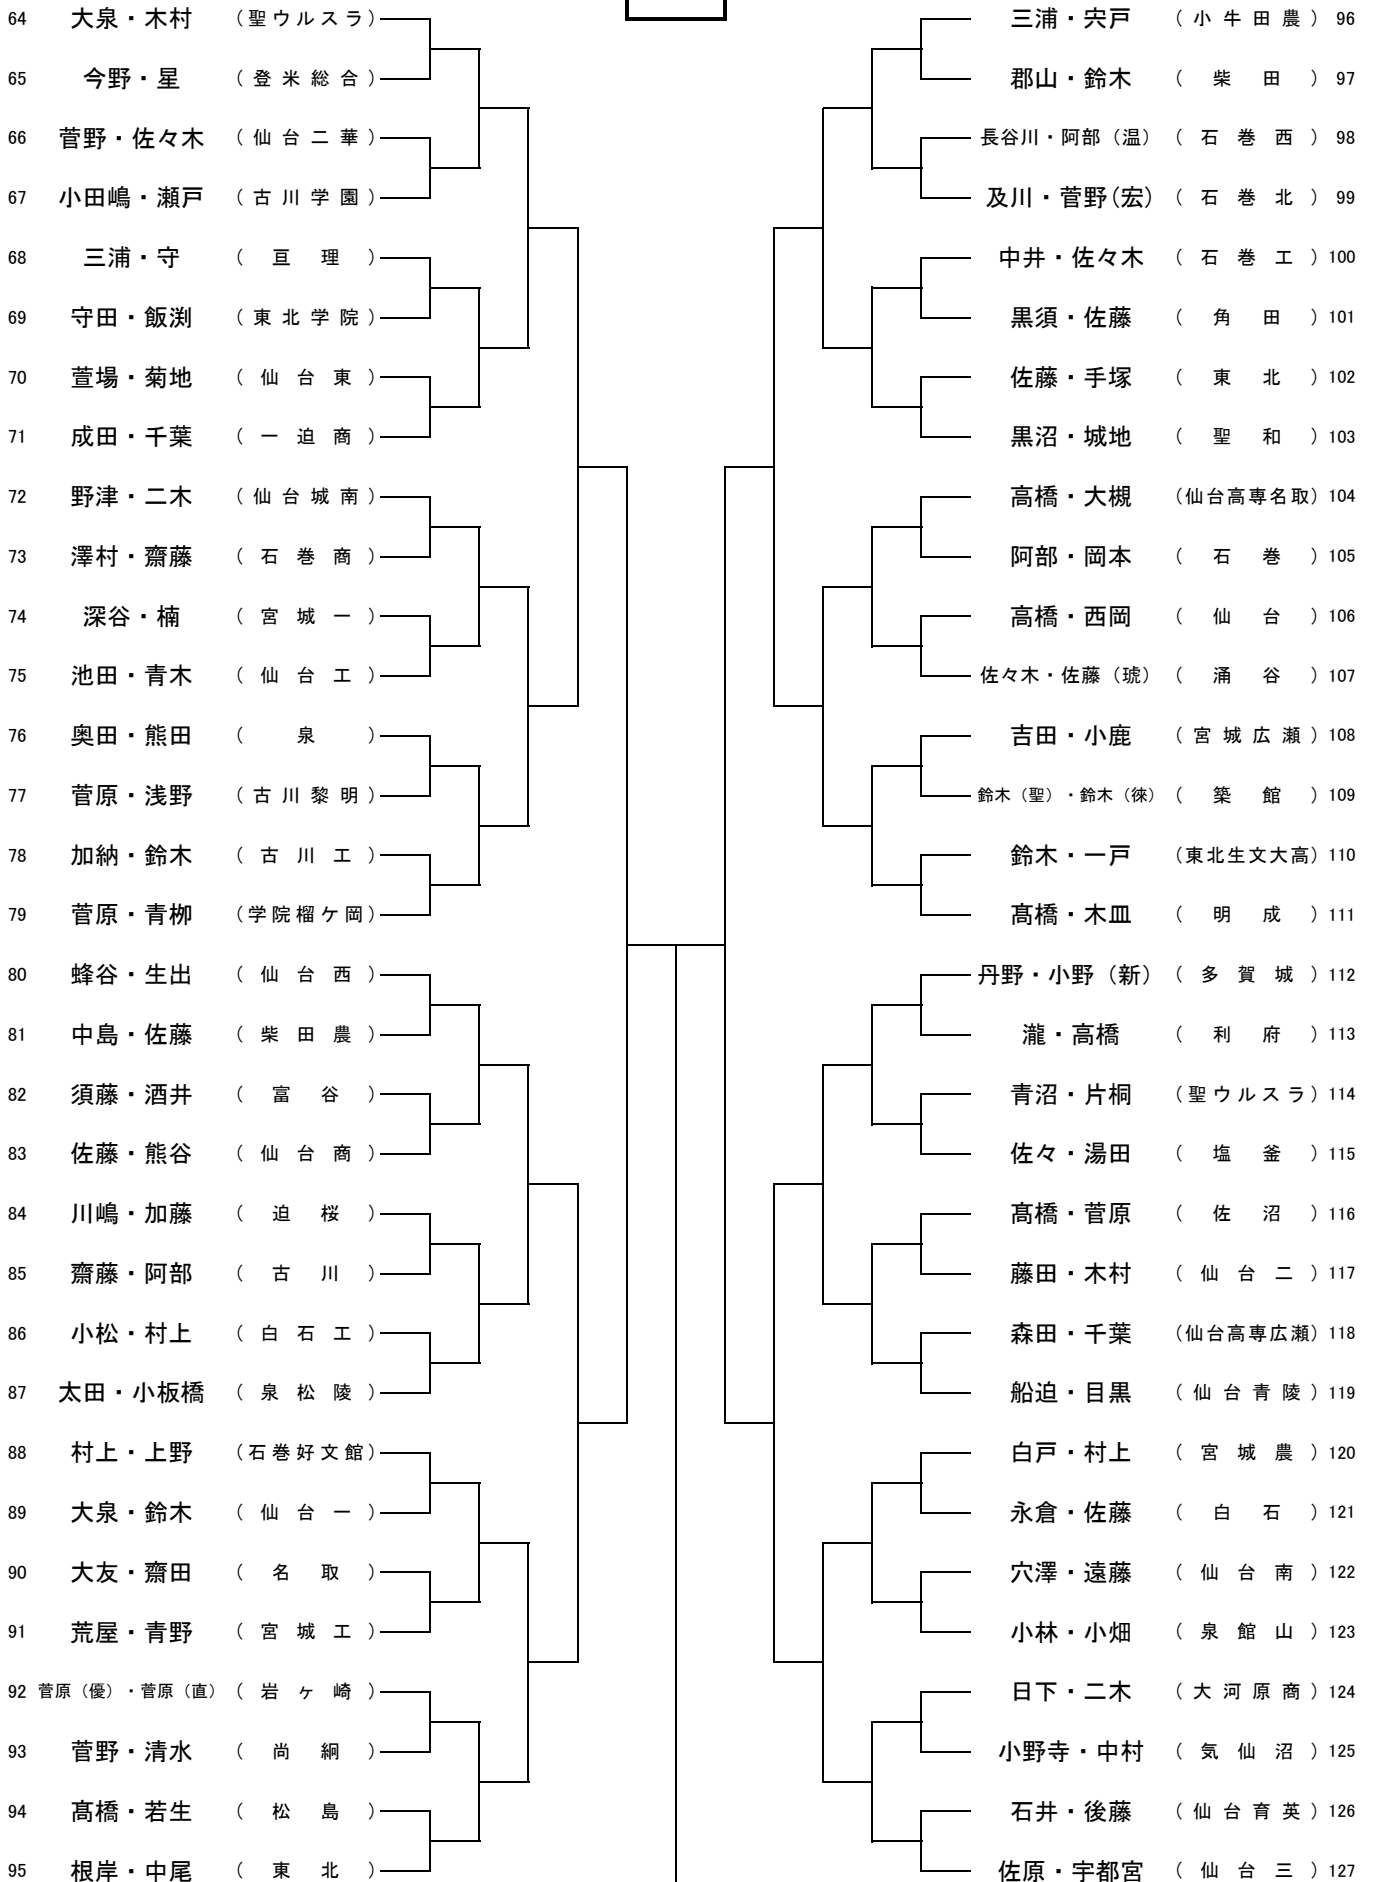 64 大泉・木村 （聖ウルスラ）
65 今野・星 （登米総合）
66 菅野・佐々木 （仙台二華）
67 小田嶋・瀬戸 （古川学園）
68 三浦・守 （亘理）
69 守田・飯渕 （東北学院）
70 萱場・菊地 （仙台東）
71 成田・千葉 （一迫商）
72 野津・二木 （仙台城南）
73 澤村・齋藤 （石巻商）
74 深谷・楠 （宮城一）
75 池田・青木 （仙台工）
76 奥田・熊田 （泉）
77 菅原・浅野 （古川黎明）
78 加納・鈴木 （古川工）
79 菅原・青栁 （学院榴ケ岡）
80 蜂谷・生出 （仙台西）
81 中島・佐藤 （柴田農）
82 須藤・酒井 （富谷）
83 佐藤・熊谷 （仙台商）
84 川嶋・加藤 （迫桜）
85 齋藤・阿部 （古川）
86 小松・村上 （白石工）
87 太田・小板橋 （泉松陵）
88 村上・上野 （石巻好文館）
89 大泉・鈴木 （仙台一）
90 大友・齋田 （名取）
91 荒屋・青野 （宮城工）
92 菅原（優）・菅原（直） （岩ヶ崎）
93 菅野・清水 （尚絅）
94 髙橋・若生 （松島）
95 根岸・中尾 （東北）
三浦・宍戸 （小牛田農） 96
郡山・鈴木 （柴田） 97
長谷川・阿部（温） （石巻西） 98
及川・菅野(宏) （石巻北） 99
中井・佐々木 （石巻工） 100
黒須・佐藤 （角田） 101
佐藤・手塚 （東北） 102
黒沼・城地 （聖和） 103
高橋・大槻 （仙台高専名取） 104
阿部・岡本 （石巻） 105
高橋・西岡 （仙台） 106
佐々木・佐藤（琥） （涌谷） 107
吉田・小鹿 （宮城広瀬） 108
鈴木（聖）・鈴木（徠） （築館） 109
鈴木・一戸 （東北生文大高） 110
髙橋・木皿 （明成） 111
丹野・小野（新） （多賀城） 112
瀧・高橋 （利府） 113
青沼・片桐 （聖ウルスラ） 114
佐々・湯田 （塩釜） 115
髙橋・菅原 （佐沼） 116
藤田・木村 （仙台二） 117
森田・千葉 （仙台高専広瀬） 118
船迫・目黒 （仙台青陵） 119
白戸・村上 （宮城農） 120
永倉・佐藤 （白石） 121
穴澤・遠藤 （仙台南） 122
小林・小畑 （泉館山） 123
日下・二木 （大河原商） 124
小野寺・中村 （気仙沼） 125
石井・後藤 （仙台育英） 126
佐原・宇都宮 （仙台三） 127